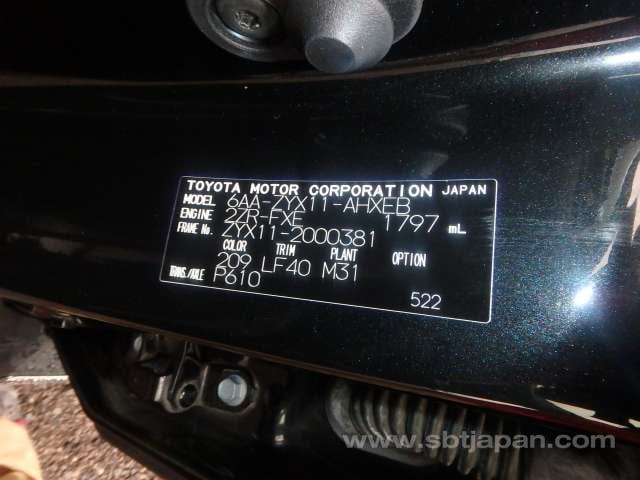 TOYOTA MOTOR CORPORATION JAPAN
MODEL 6AA-ZYX11-AHXEB
ENGINE 2ZR-FXE 1797 mL
FRAME No. ZYX11-2000381
COLOR TRIM PLANT OPTION
209 LF40 M31
TRANS./AXLE P610
522
www.sbtjapan.com